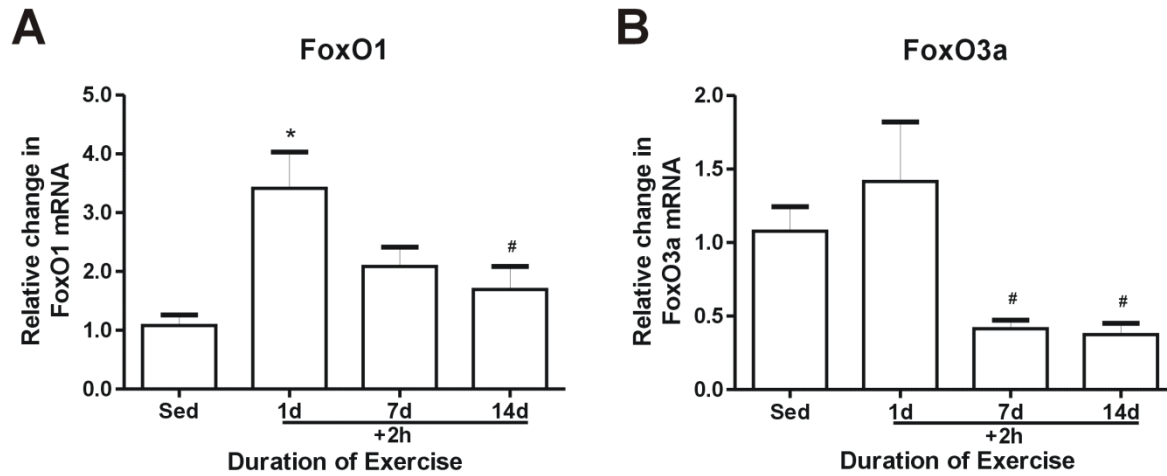 A
FoxO1
Relative change in
FoxO1 mRNA
5.0
4.0
3.0
2.0
1.0
0.0
*
#
Sed 1d 7d 14d
+2h
Duration of Exercise
B
FoxO3a
Relative change in
FoxO3a mRNA
2.0
1.5
1.0
0.5
0.0
# #
Sed 1d 7d 14d
+2h
Duration of Exercise